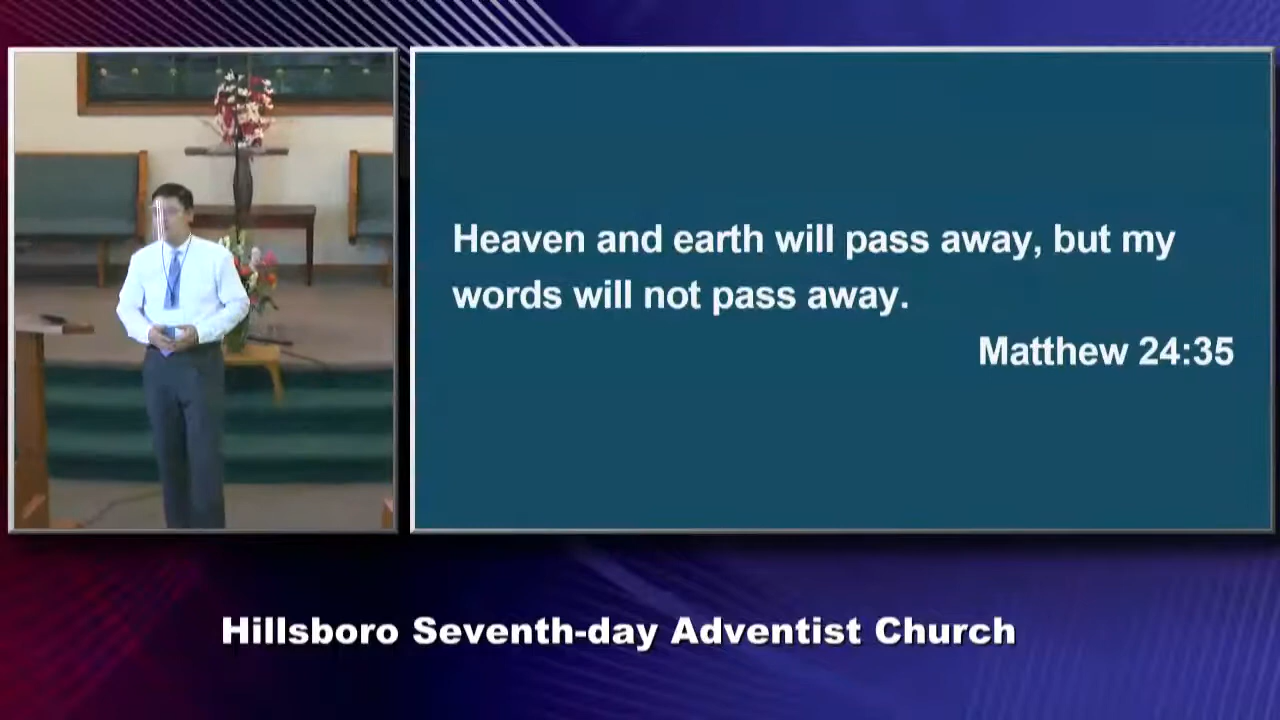 Heaven and earth will pass away, but my
words will not pass away.
Matthew 24:35
Hillsboro Seventh-day Adventist Church